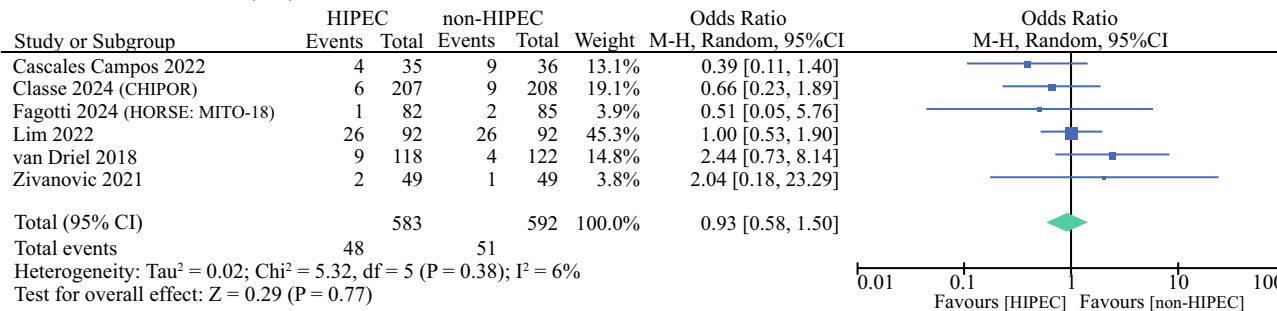 HIPEC non-HIPEC Odds Ratio Odds Ratio
Study or Subgroup Events Total Events Total Weight M-H, Random, 95%CI M-H, Random, 95%CI
Cascales Campos 2022 4 35 9 36 13.1% 0.39 [0.11, 1.40]
Classe 2024 (CHIPOR) 6 207 9 208 19.1% 0.66 [0.23, 1.89]
Fagotti 2024 (HORSE: MITO-18) 1 82 2 85 3.9% 0.51 [0.05, 5.76]
Lim 2022 26 92 26 92 45.3% 1.00 [0.53, 1.90]
van Driel 2018 9 118 4 122 14.8% 2.44 [0.73, 8.14]
Zivanovic 2021 2 49 1 49 3.8% 2.04 [0.18, 23.29]
Total (95% CI) 583 592 100.0% 0.93 [0.58, 1.50]
Total events 48 51
Heterogeneity: Tau² = 0.02; Chi² = 5.32, df = 5 (P = 0.38); I² = 6%
Test for overall effect: Z = 0.29 (P = 0.77)
0.01 0.1 1 10 100
Favours [HIPEC] Favours [non-HIPEC]